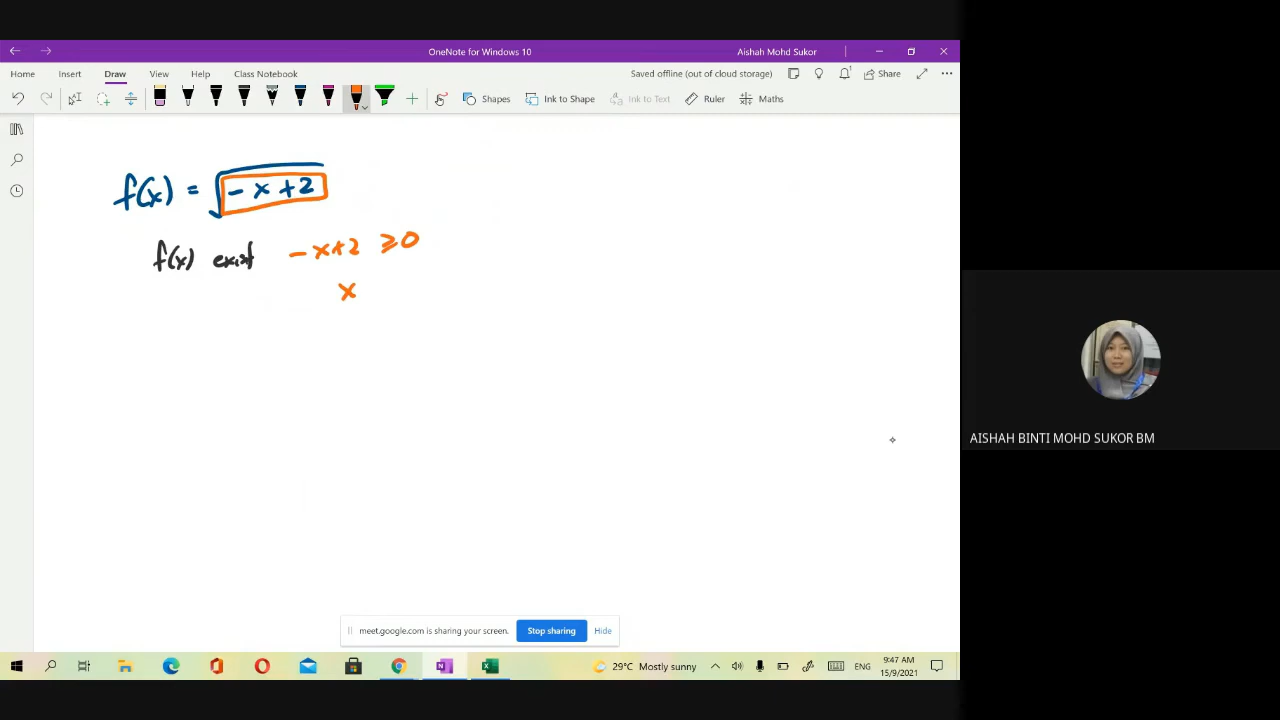 OneNote for Windows 10
Aishah Mohd Sukor
Home Insert Draw View Help Class Notebook
Saved offline (out of cloud storage)
Share
Shapes Ink to Shape Ink to Text Ruler Maths
f(x) = √-x+2
f(x) exist -x+2 ≥0
x
AISHAH BINTI MOHD SUKOR BM
meet.google.com is sharing your screen. Stop sharing Hide
29°C Mostly sunny ENG 9:47 AM
15/9/2021